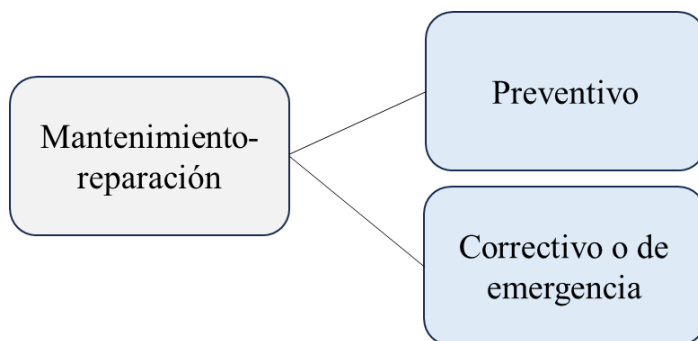 Mantenimiento-
reparación
Preventivo
Correctivo o de
emergencia